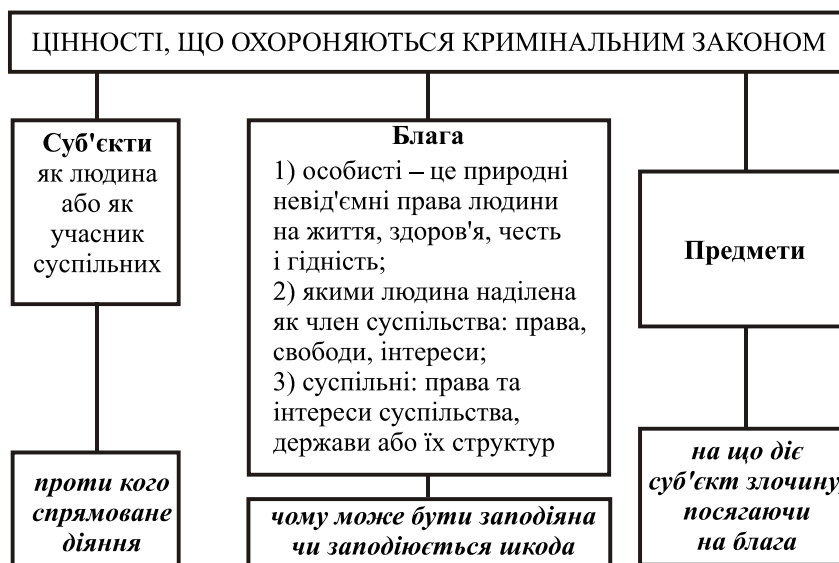 ЦІННОСТІ, ЩО ОХОРОНЯЮТЬСЯ КРИМІНАЛЬНИМ ЗАКОНОМ
Суб'єкти
як людина
або як
учасник
суспільних
Блага
1) особисті – це природні
невід'ємні права людини
на життя, здоров'я, честь
і гідність;
2) якими людина наділена
як член суспільства: права,
свободи, інтереси;
3) суспільні: права та
інтереси суспільства,
держави або їх структур
Предмети
проти кого
спрямоване
діяння
чому може бути заподіяна
чи заподіюється шкода
на що діє
суб'єкт злочину,
посягаючи
на блага